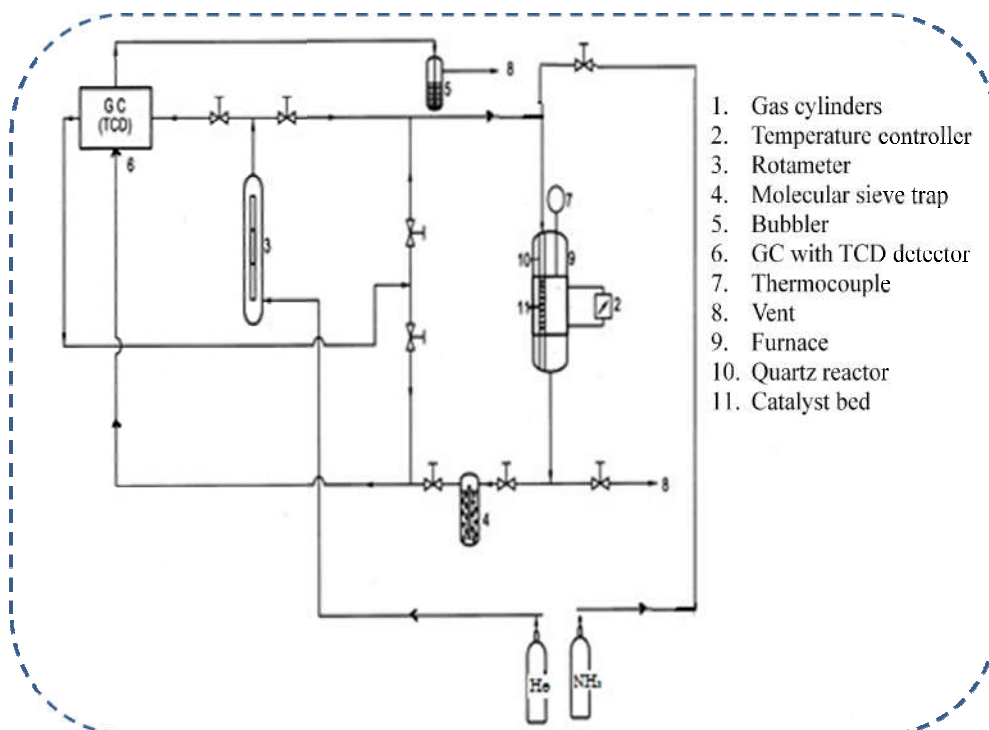 8
GC
(TCD)
5
6
1. Gas cylinders
2. Temperature controller
3. Rotameter
4. Molecular sieve trap
5. Bubbler
6. GC with TCD detector
7. Thermocouple
8. Vent
9. Furnace
10. Quartz reactor
11. Catalyst bed
7
3
10
9
11
2
8
4
He
NH₃